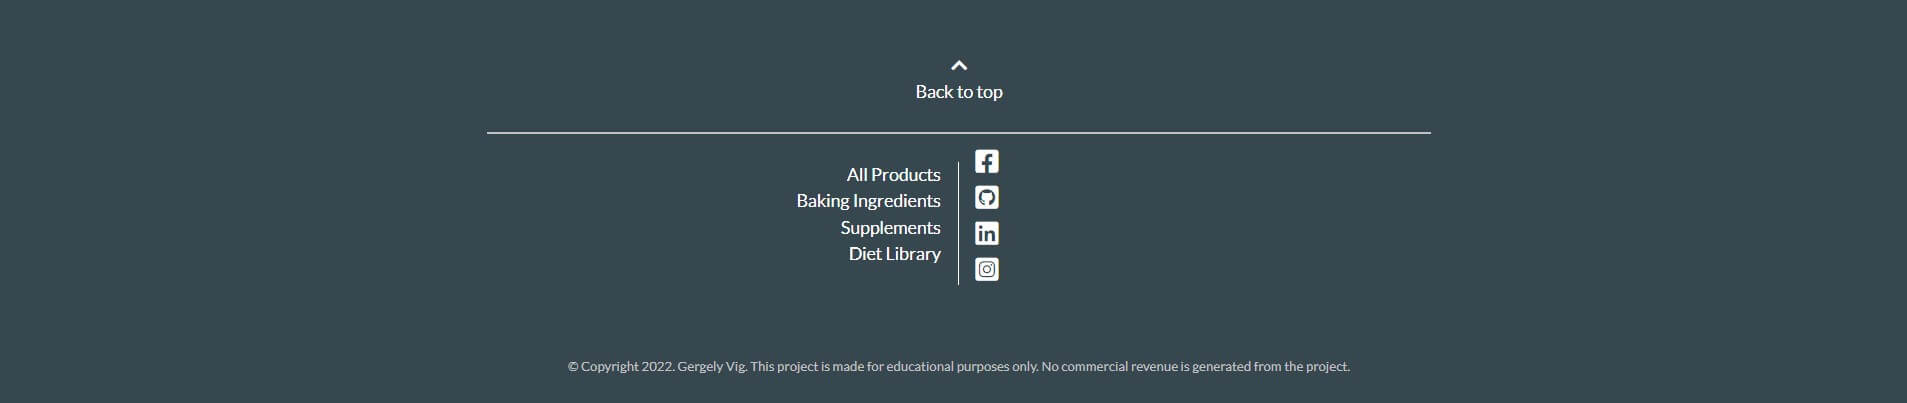 Back to top
All Products
Baking Ingredients
Supplements
Diet Library
© Copyright 2022. Gergely Vig. This project is made for educational purposes only. No commercial revenue is generated from the project.